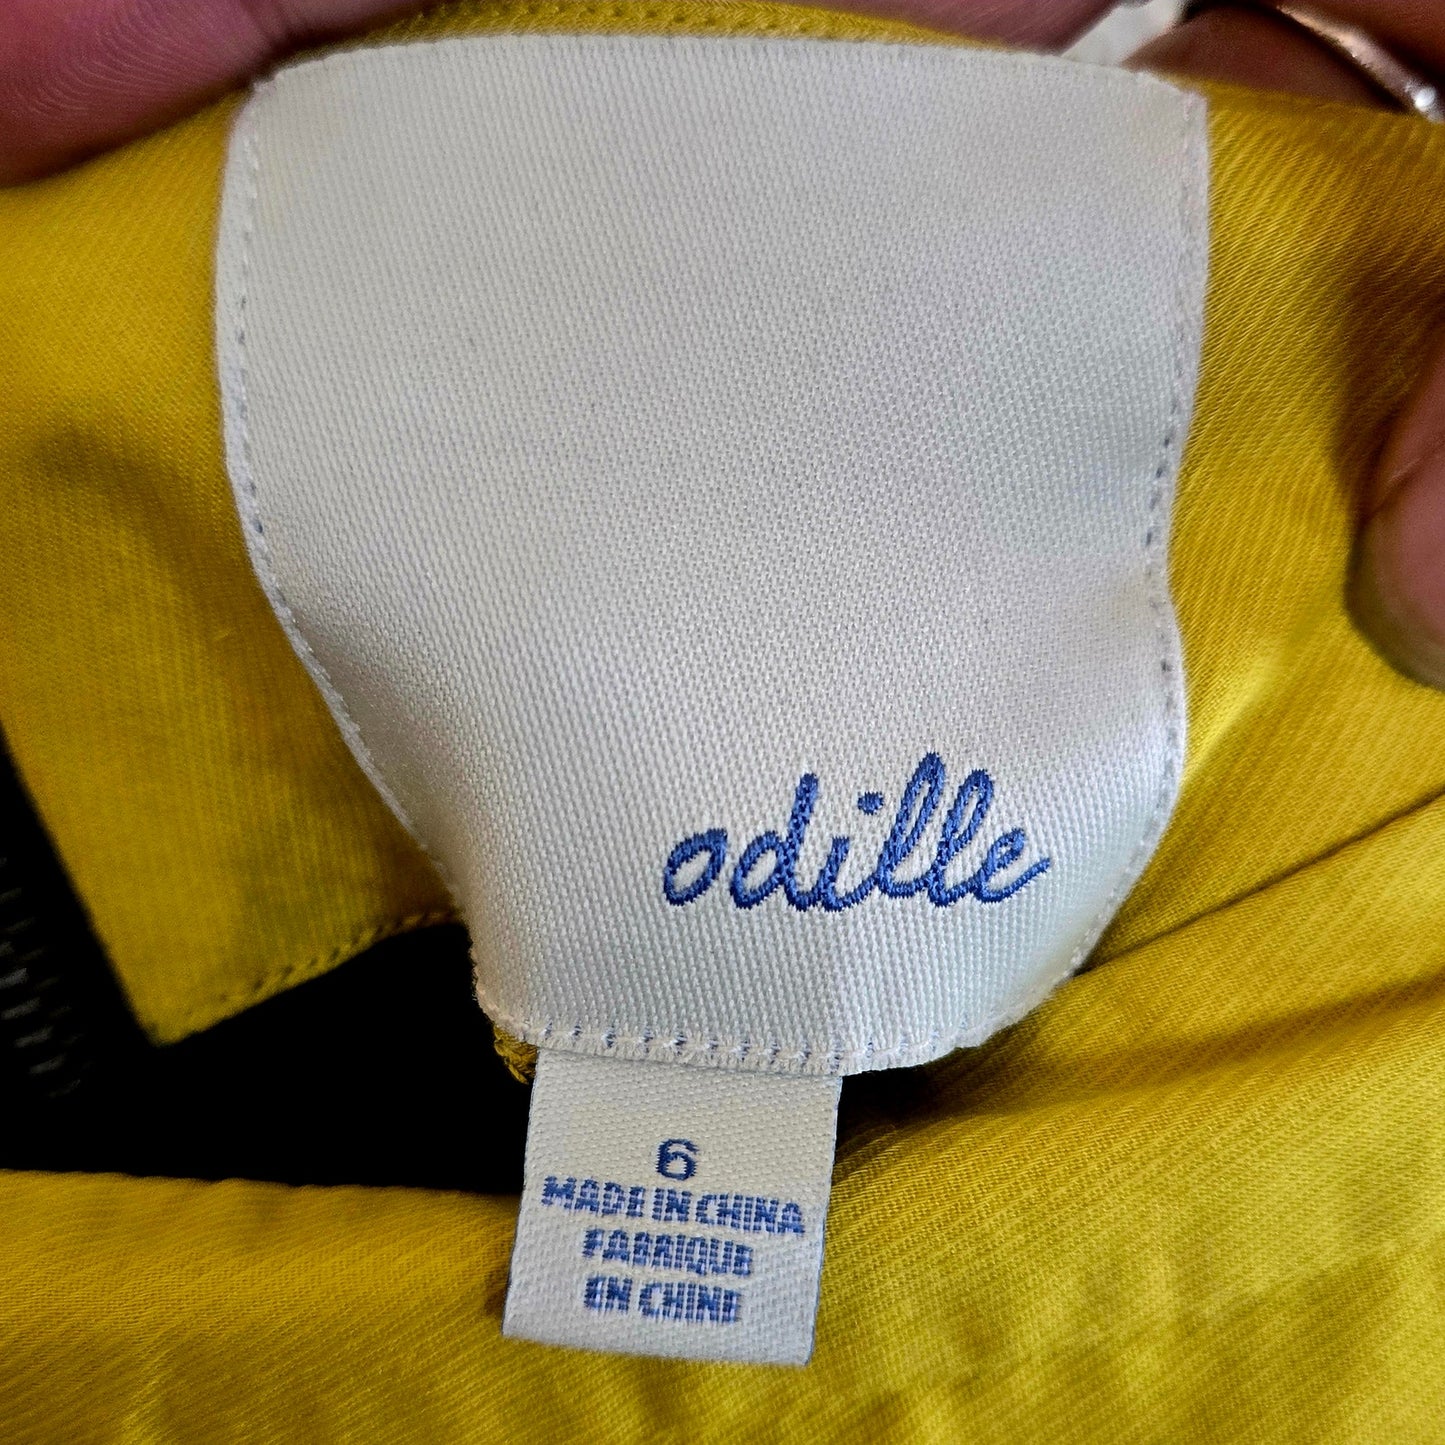 odille
6
MADE IN CHINA
FABRIQUE
EN CHINE